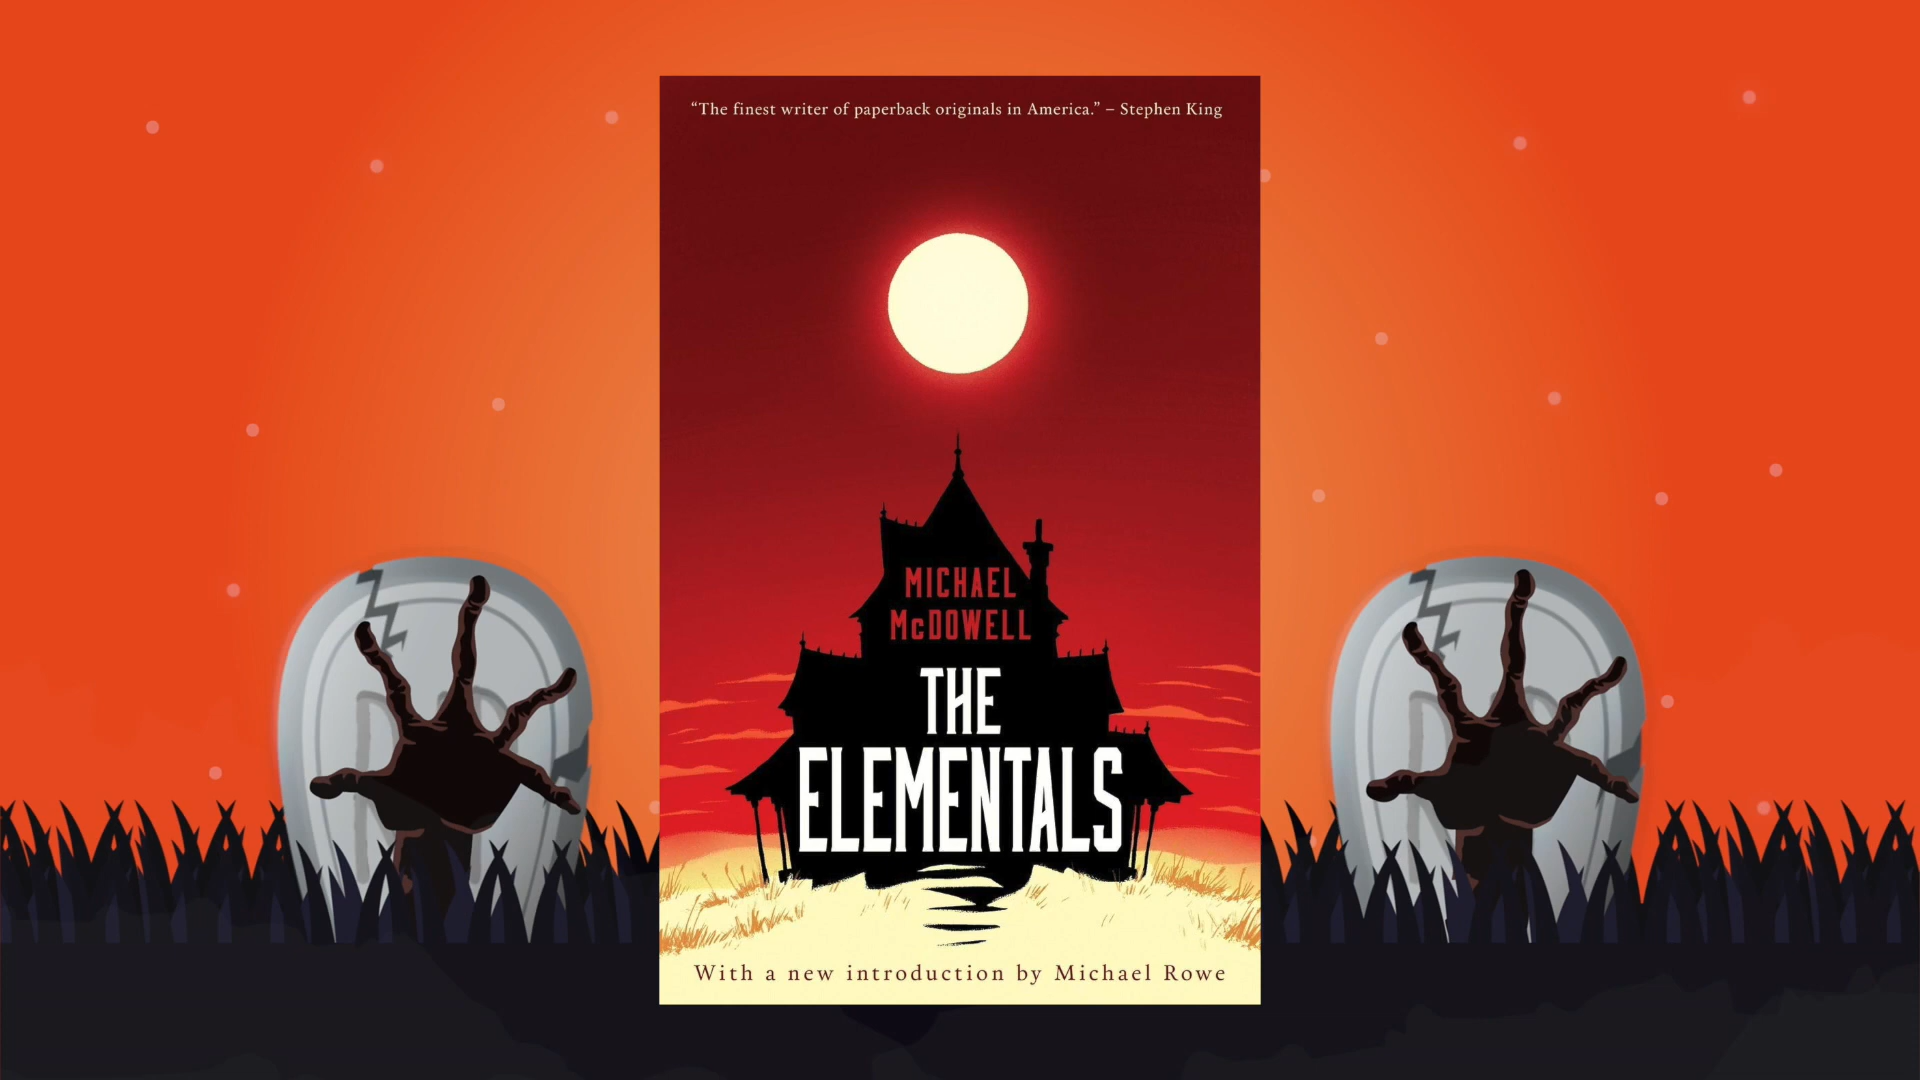 “The finest writer of paperback originals in America.” – Stephen King
MICHAEL
McDOWELL
THE
ELEMENTALS
With a new introduction by Michael Rowe